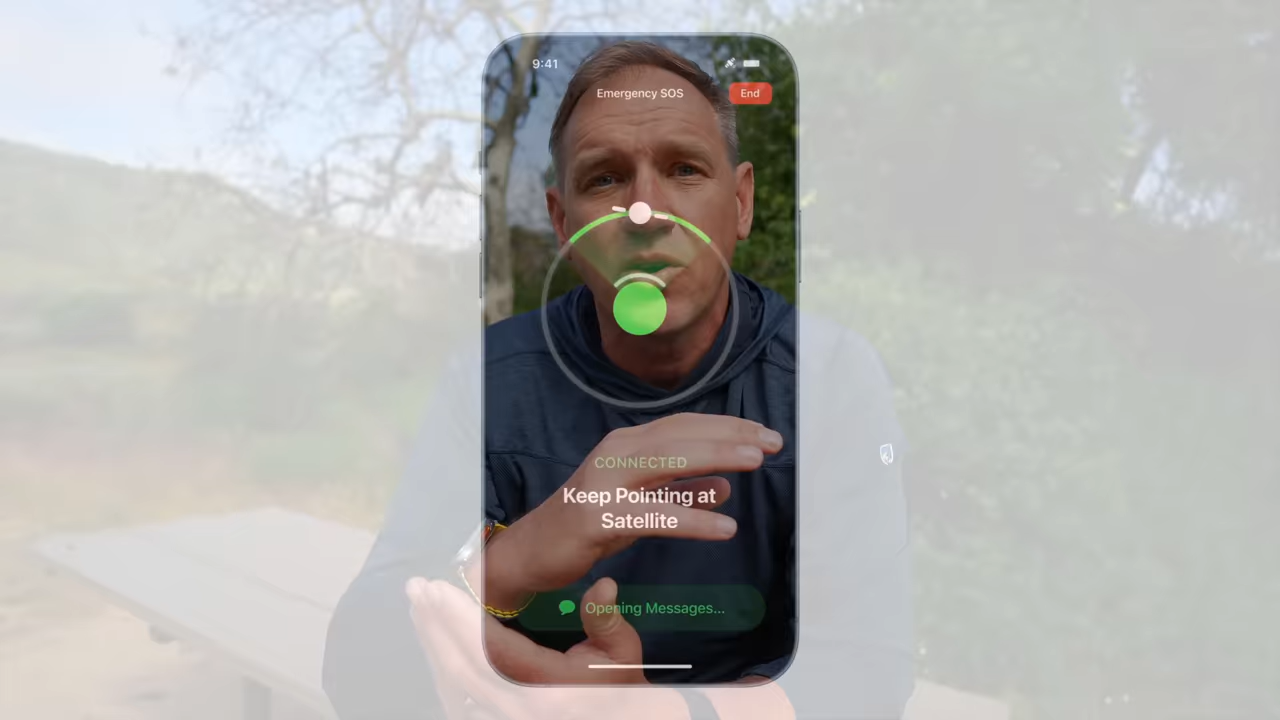 9:41
Emergency SOS
End
CONNECTED
Keep Pointing at
Satellite
Opening Messages...